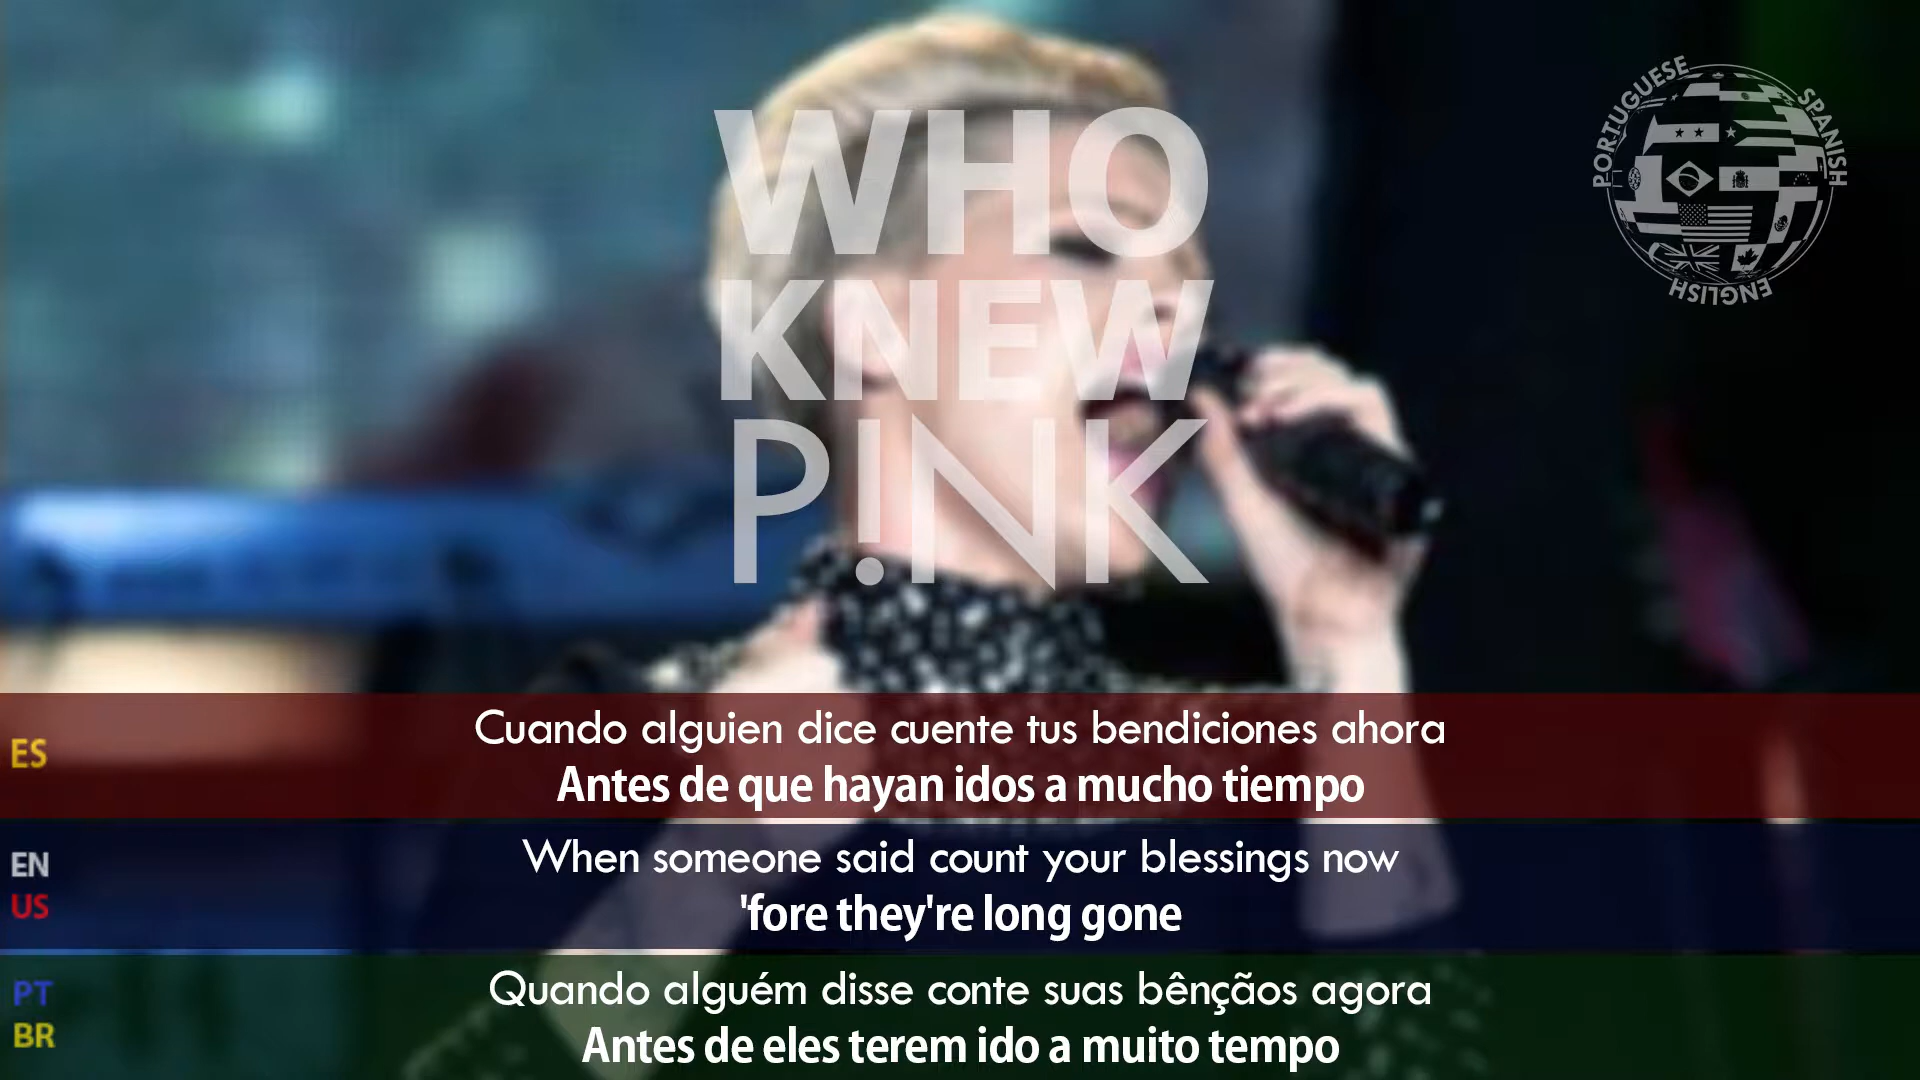 WHO
KNEW
P!NK
PORTUGUESE
SPANISH
ENGLISH
ES
Cuando alguien dice cuente tus bendiciones ahora
Antes de que hayan idos a mucho tiempo
EN
US
When someone said count your blessings now
'fore they're long gone
PT
BR
Quando alguém disse conte suas bênçãos agora
Antes de eles terem ido a muito tempo